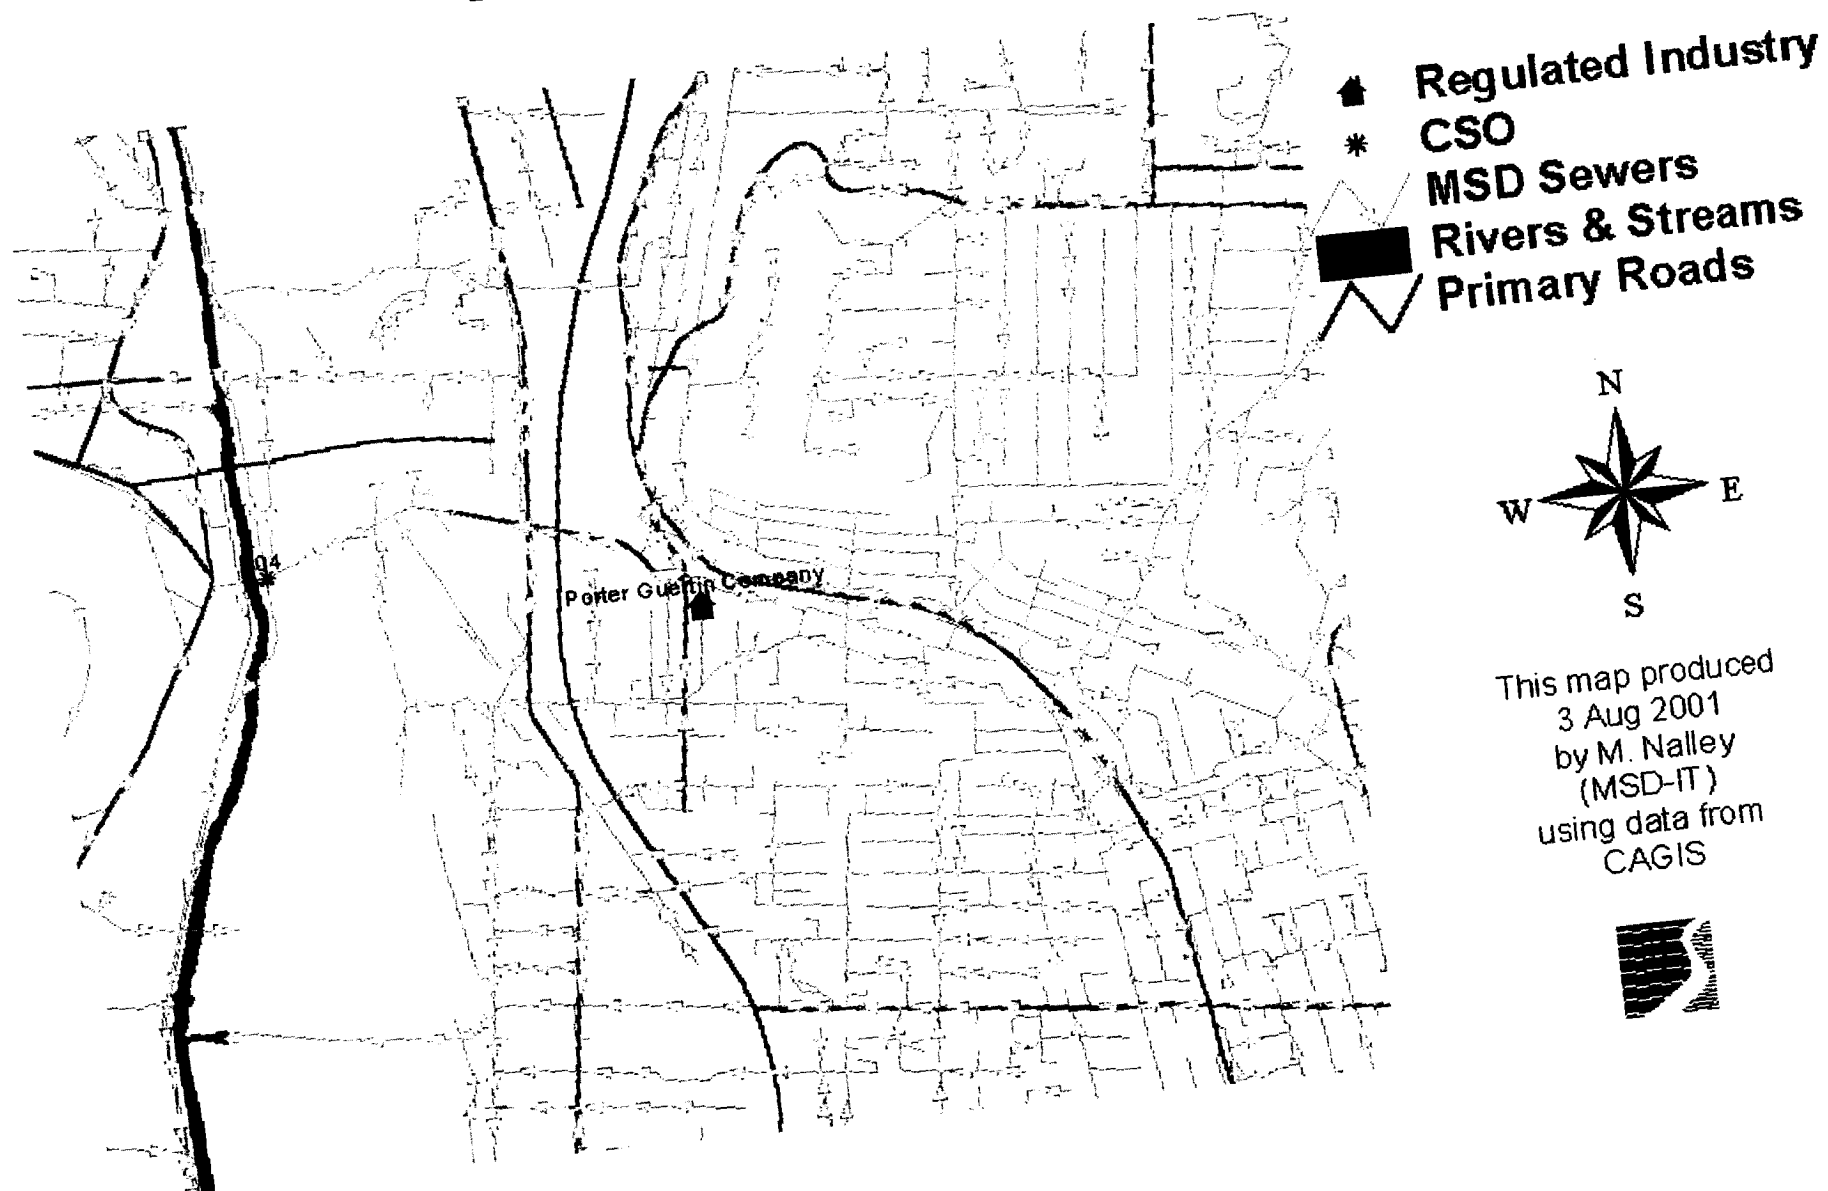 Regulated Industry
CSO
MSD Sewers
Rivers & Streams
Primary Roads
N
W
E
S
04
Porter Guertin Company
This map produced
3 Aug 2001
by M. Nalley
(MSD-IT)
using data from
CAGIS